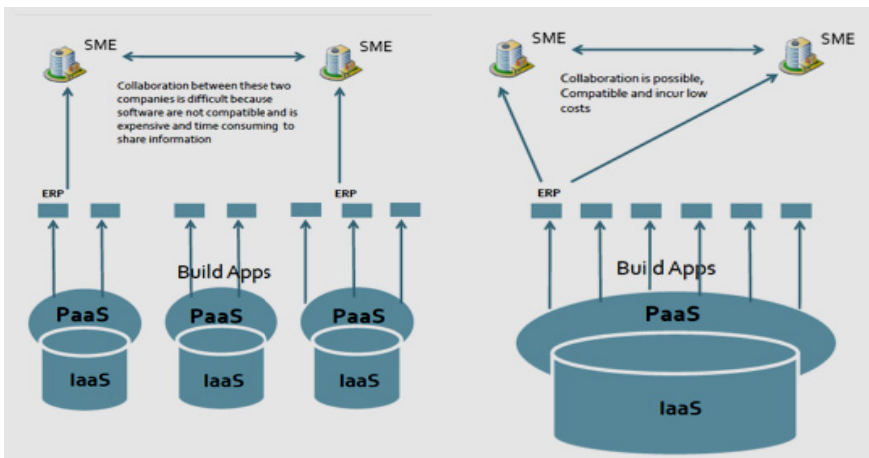 SME
SME
Collaboration between these two
companies is difficult because
software are not compatible and is
expensive and time consuming to
share information
ERP
ERP
Build Apps
PaaS
PaaS
PaaS
IaaS
IaaS
IaaS
SME
SME
Collaboration is possible,
Compatible and incur low
costs
ERP
Build Apps
PaaS
IaaS